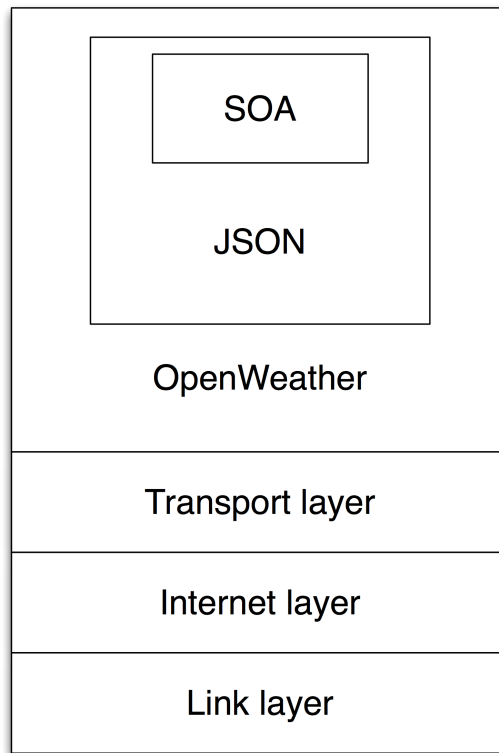 SOA
JSON
OpenWeather
Transport layer
Internet layer
Link layer